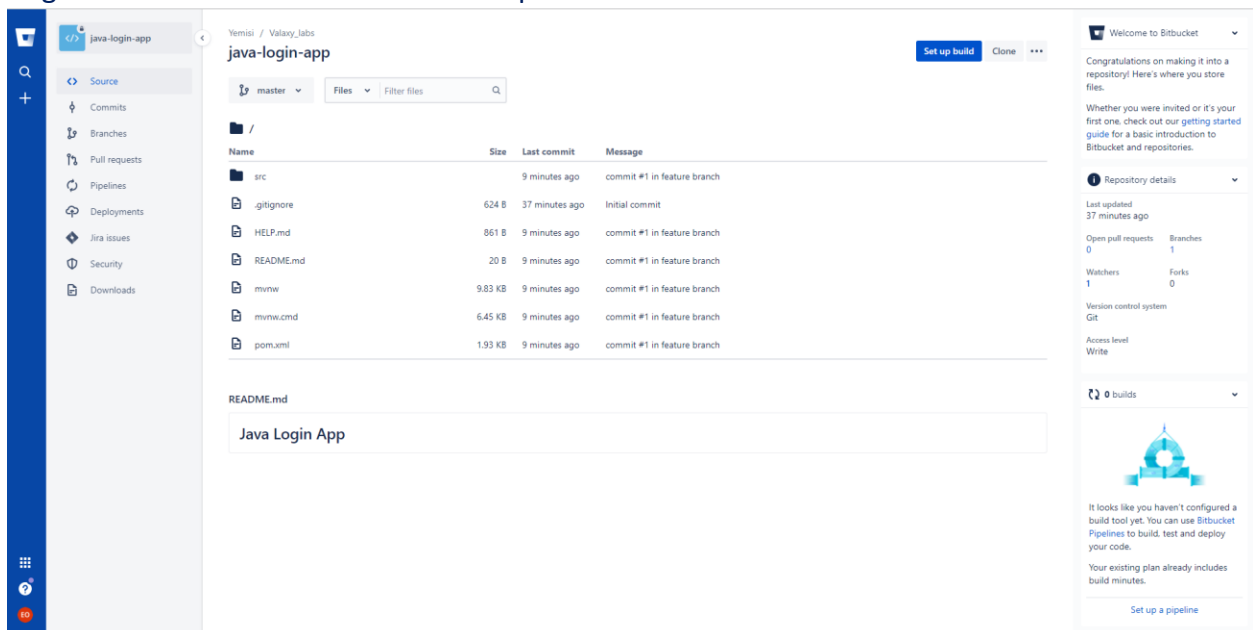 java-login-app
Source
Commits
Branches
Pull requests
Pipelines
Deployments
Jira issues
Security
Downloads
EO
Yemisi / Valaxy_labs
java-login-app
Set up build Clone
master Files Filter files
/
Name Size Last commit Message
src 9 minutes ago commit #1 in feature branch
.gitignore 624 B 37 minutes ago Initial commit
HELP.md 861 B 9 minutes ago commit #1 in feature branch
README.md 20 B 9 minutes ago commit #1 in feature branch
mvnw 9.83 KB 9 minutes ago commit #1 in feature branch
mvnw.cmd 6.45 KB 9 minutes ago commit #1 in feature branch
pom.xml 1.93 KB 9 minutes ago commit #1 in feature branch
README.md
Java Login App
Welcome to Bitbucket
Congratulations on making it into a
repository! Here's where you store
files.
Whether you were invited or it's your
first one, check out our getting started
guide for a basic introduction to
Bitbucket and repositories.
Repository details
Last updated
37 minutes ago
Open pull requests Branches
0 1
Watchers Forks
1 0
Version control system
Git
Access level
Write
0 builds
It looks like you haven't configured a
build tool yet. You can use Bitbucket
Pipelines to build, test and deploy
your code.
Your existing plan already includes
build minutes.
Set up a pipeline